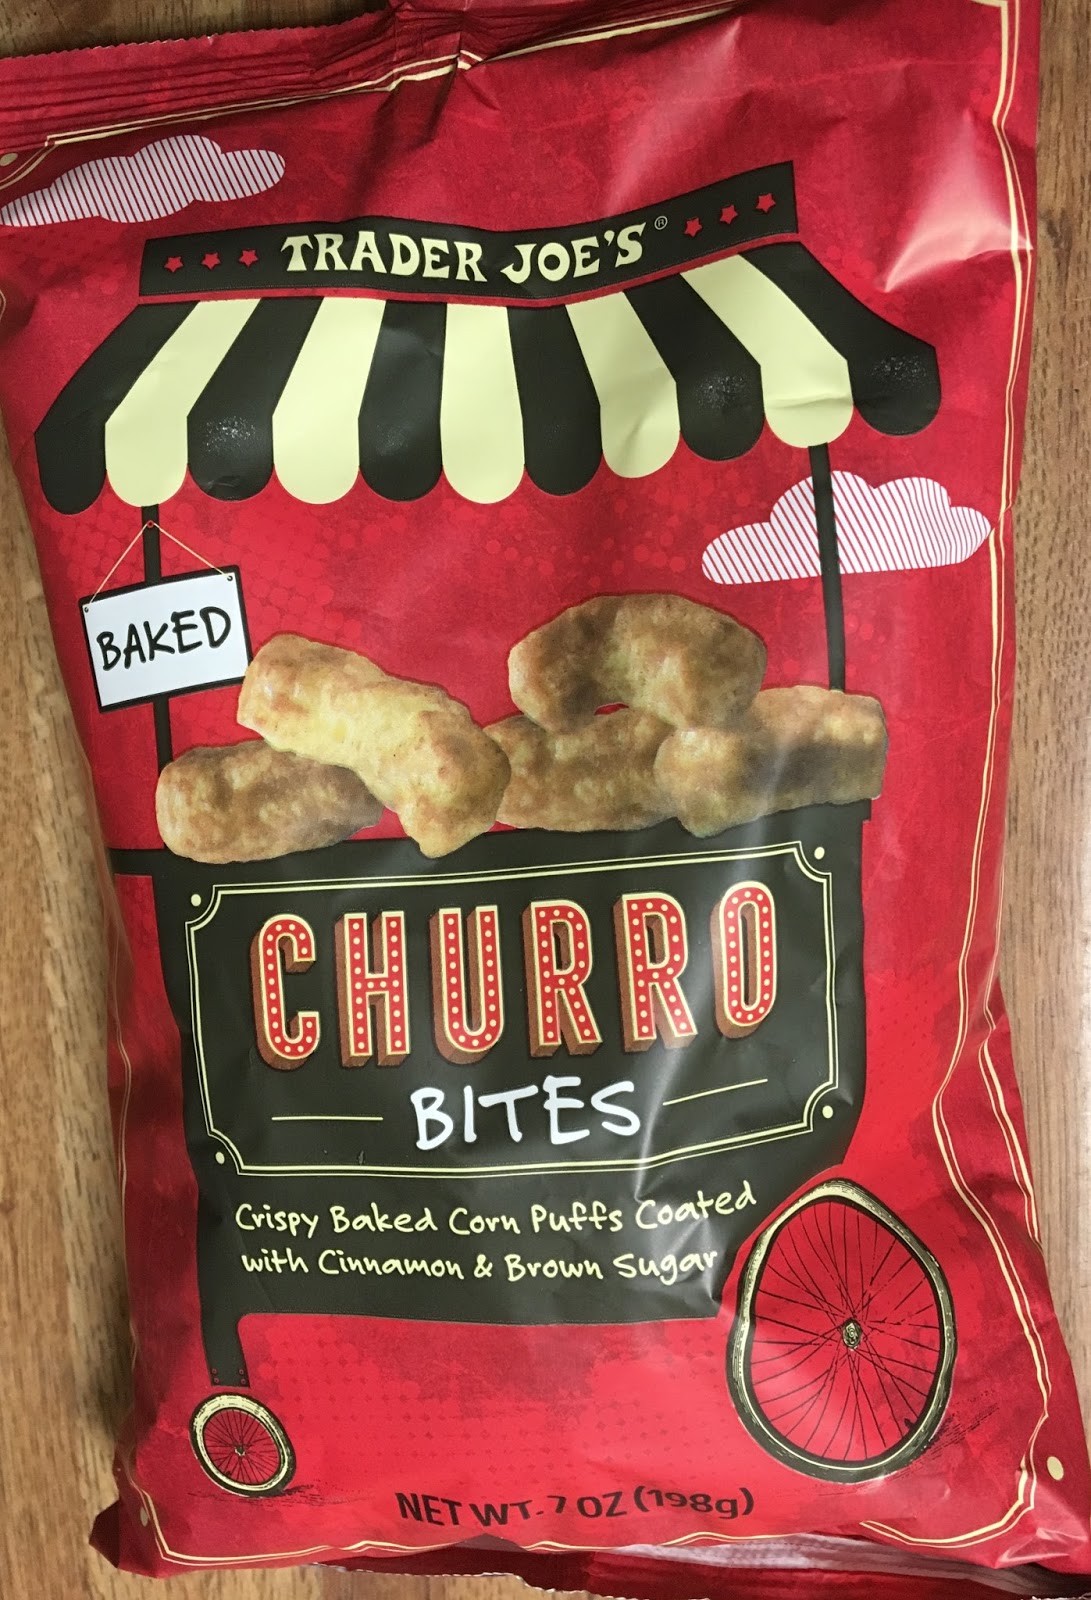 TRADER JOE'S®
BAKED
CHURRO
BITES
Crispy Baked Corn Puffs Coated
with Cinnamon & Brown Sugar
NET WT. 7 OZ (198g)